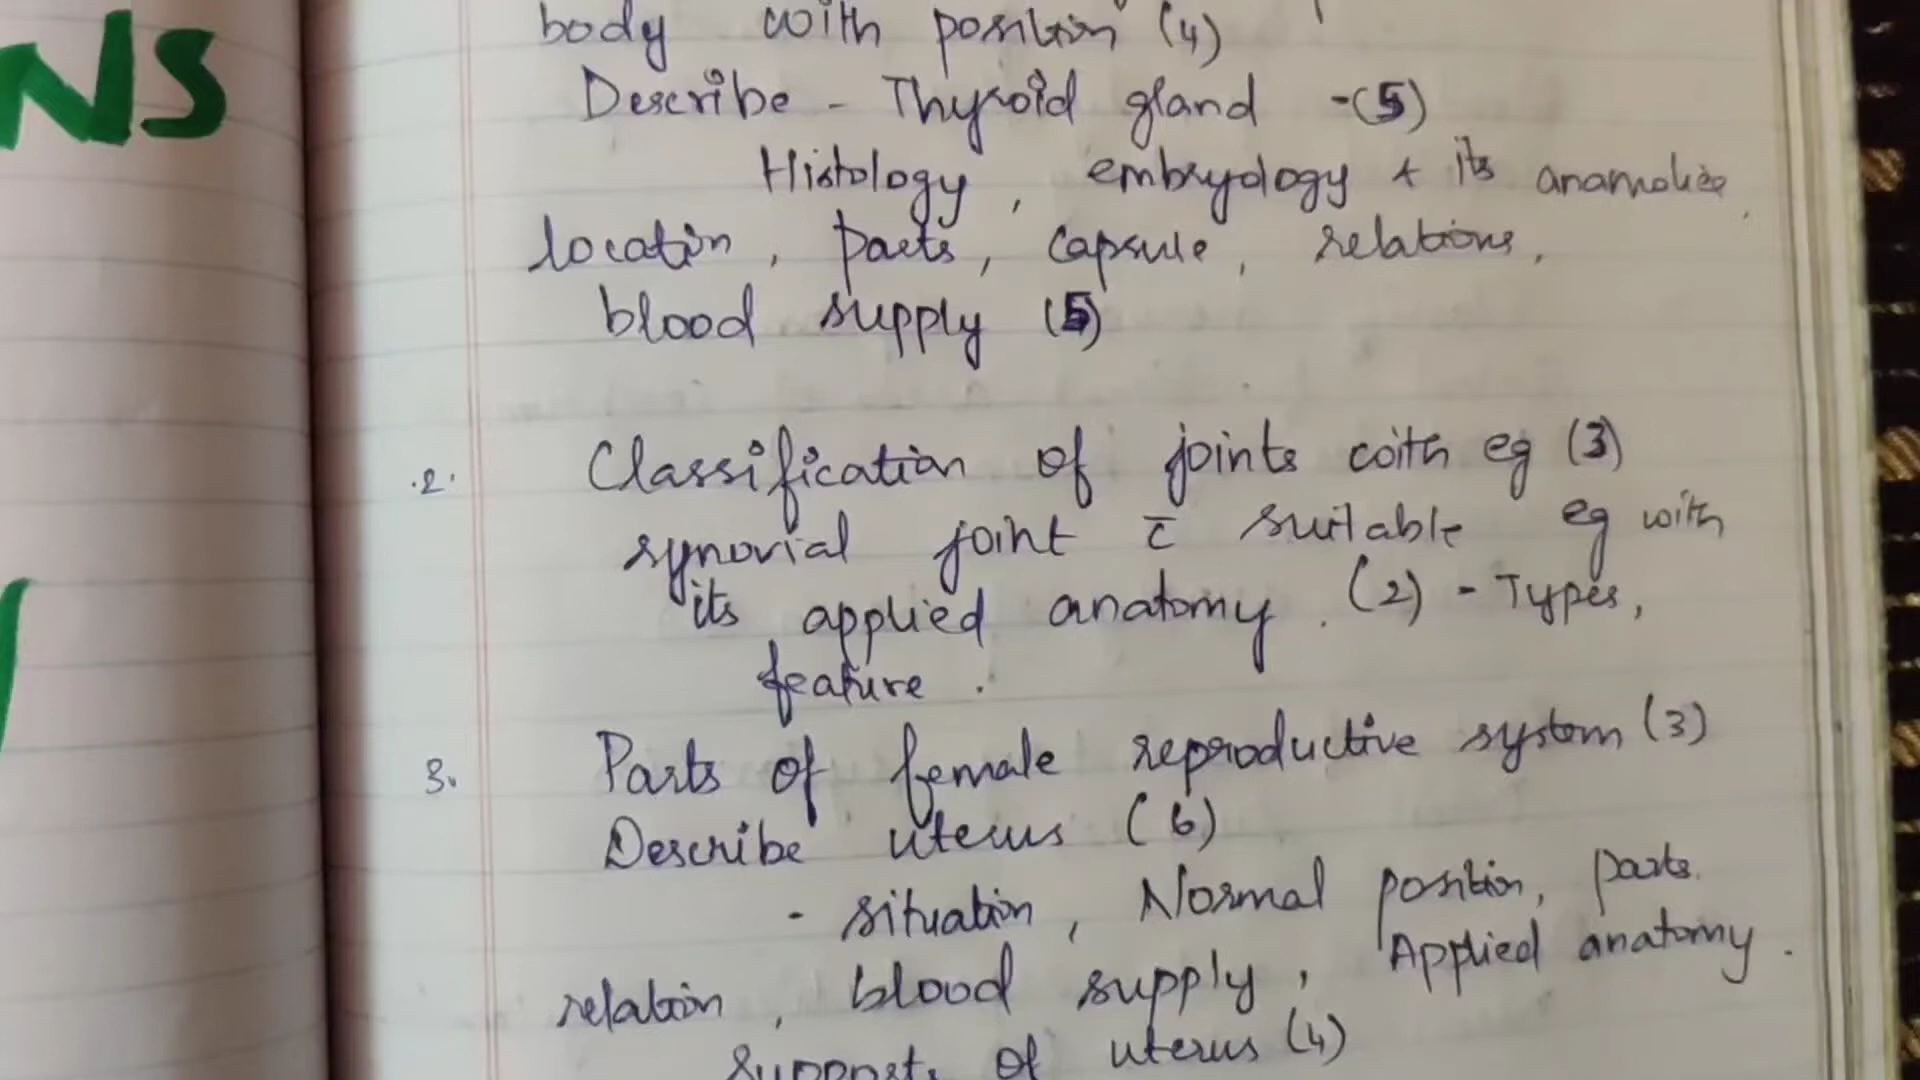 NS
body with position (4)
Describe - Thyroid gland -(5)
Histology, embryology & its anamolies,
location, parts, capsule, relations,
blood supply (5)
2. Classification of joints with eg (3)
synovial joint c̄ suitable eg with
its applied anatomy. (2) - Types,
feature.
3. Parts of female reproductive system (3)
Describe uterus (6)
- situation, Normal position, parts.
relation, blood supply, Applied anatomy.
supports of uterus (4)